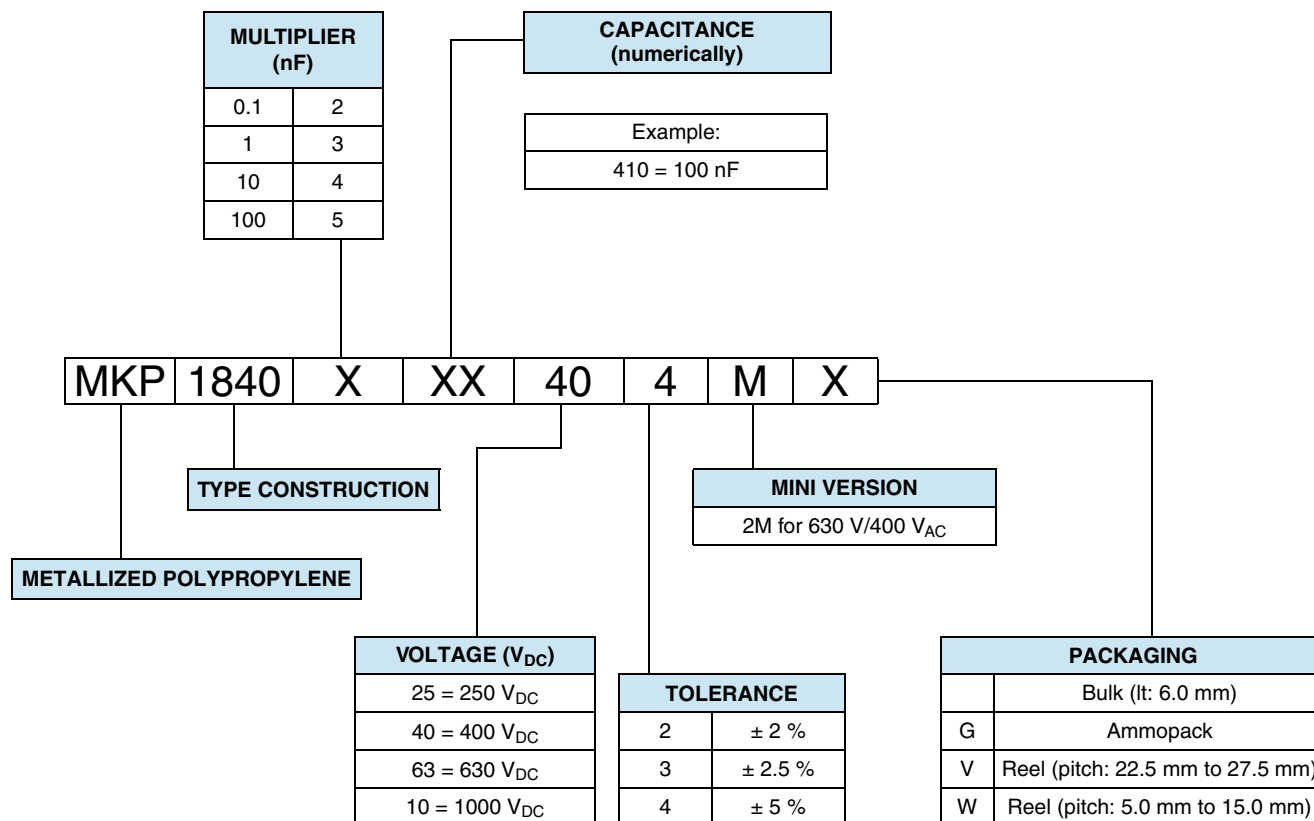 MULTIPLIER
(nF)
0.1 2
1 3
10 4
100 5
CAPACITANCE
(numerically)
Example:
410 = 100 nF
MKP 1840 X XX 40 4 M X
TYPE CONSTRUCTION
METALLIZED POLYPROPYLENE
MINI VERSION
2M for 630 V/400 VAC
VOLTAGE (VDC)
25 = 250 VDC
40 = 400 VDC
63 = 630 VDC
10 = 1000 VDC
TOLERANCE
2 ± 2 %
3 ± 2.5 %
4 ± 5 %
PACKAGING
Bulk (lt: 6.0 mm)
G Ammopack
V Reel (pitch: 22.5 mm to 27.5 mm)
W Reel (pitch: 5.0 mm to 15.0 mm)